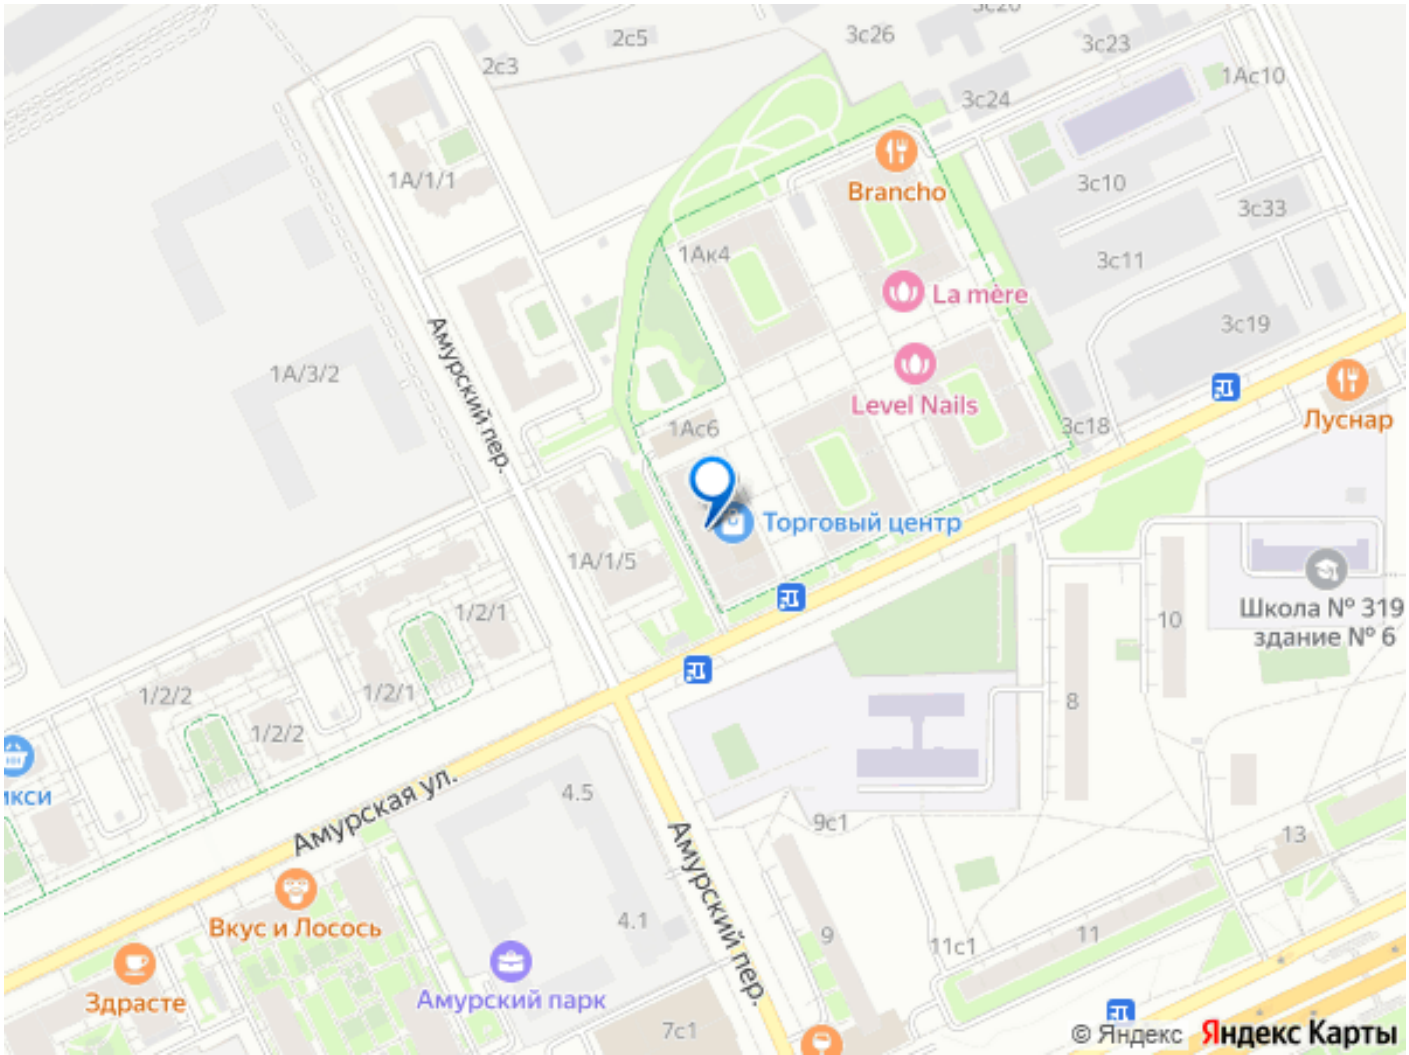 3с26
2с5
3с23
2с3
1Ас10
3с24
1А/1/1
Brancho
3с10
3с33
1Ак4
3с11
La mère
3с19
Амурский пер.
1А/3/2
Level Nails
Луснар
1Ас6
3с18
Торговый центр
1А/1/5
Школа № 319
здание № 6
1/2/1
10
1/2/2
1/2/1
8
1/2/2
икси
4.5
Амурская ул.
9с1
13
Амурский пер.
Вкус и Лосось
4.1
9
11с1
11
Здрасте
Амурский парк
7с1
© Яндекс Яндекс Карты